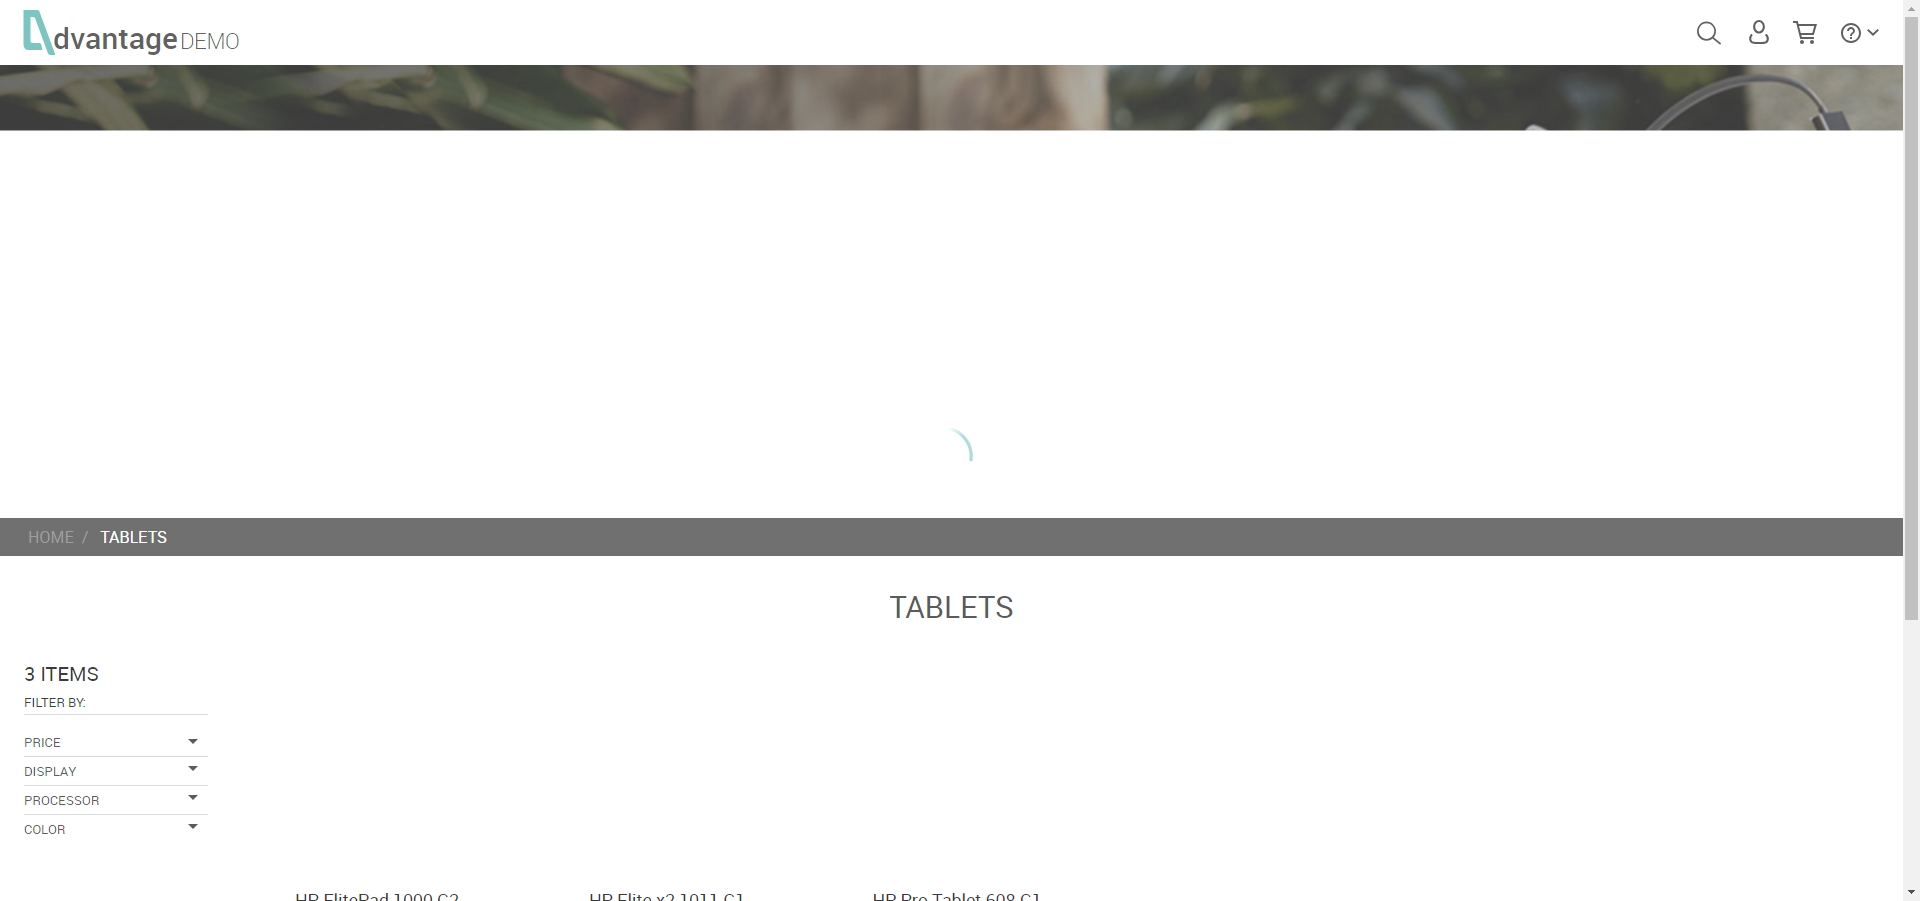 dvantage DEMO
HOME / TABLETS
TABLETS
3 ITEMS
FILTER BY:
PRICE
DISPLAY
PROCESSOR
COLOR
HP ElitePad 1000 G2
HP Elite x2 1011 G1
HP Pro Tablet 608 G1